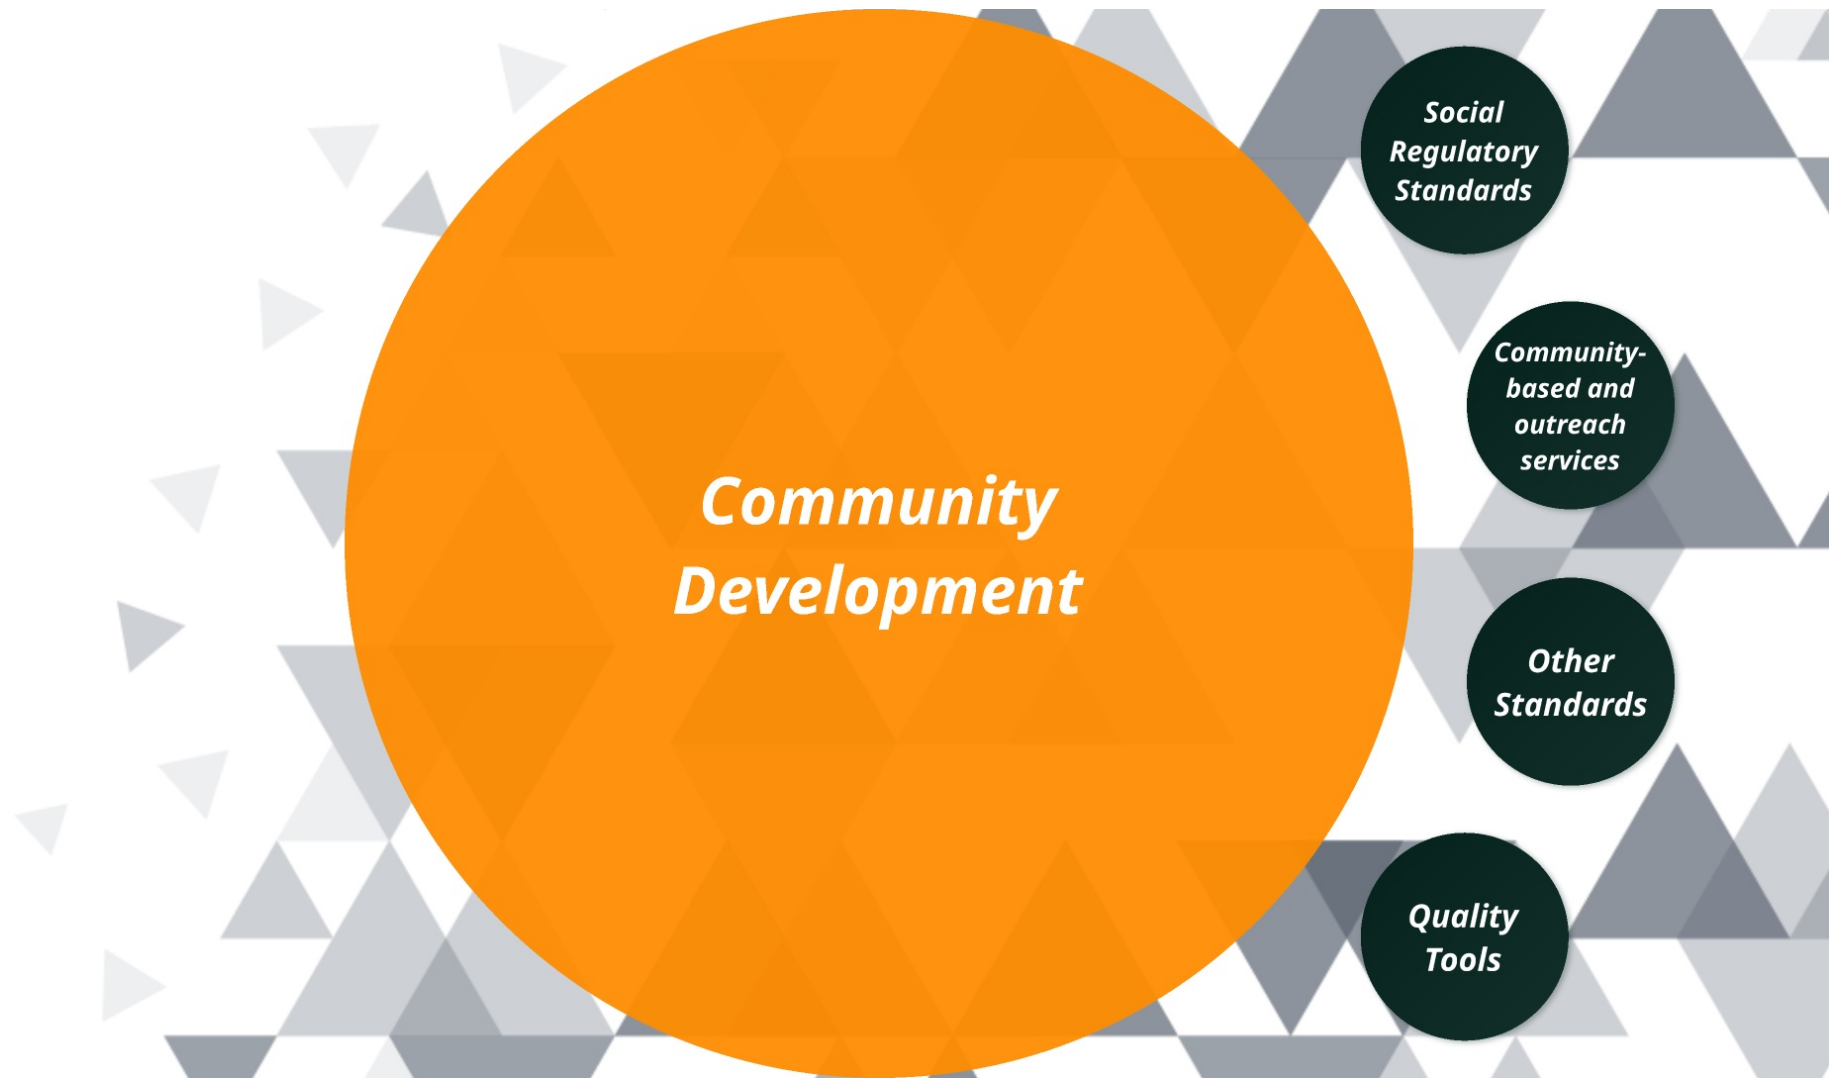 Community
Development
Social
Regulatory
Standards
Community-
based and
outreach
services
Other
Standards
Quality
Tools